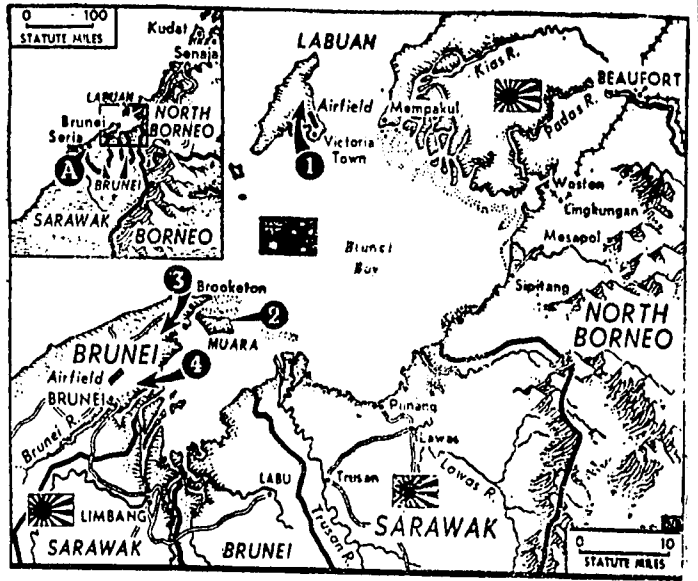 0 100
STATUTE MILES
Kudat
Senaja
LABUAN
Brunei
Seria
NORTH
BORNEO
A
BRUNEI
SARAWAK
BORNEO
LABUAN
Airfield
Victoria
Town
1
Mempakul
Kias R.
BEAUFORT
Padas R.
Weston
Lingkungan
Mesapol
Sipitang
NORTH
BORNEO
Brunei
Bay
3
Brooketon
2
MUARA
BRUNEI
4
Airfield
BRUNEI
Brunei R.
LIMBANG
SARAWAK
BRUNEI
LABU
Trusan
Trusan R.
Punang
Lawas
Lawas R.
SARAWAK
0 10
STATUTE MILES